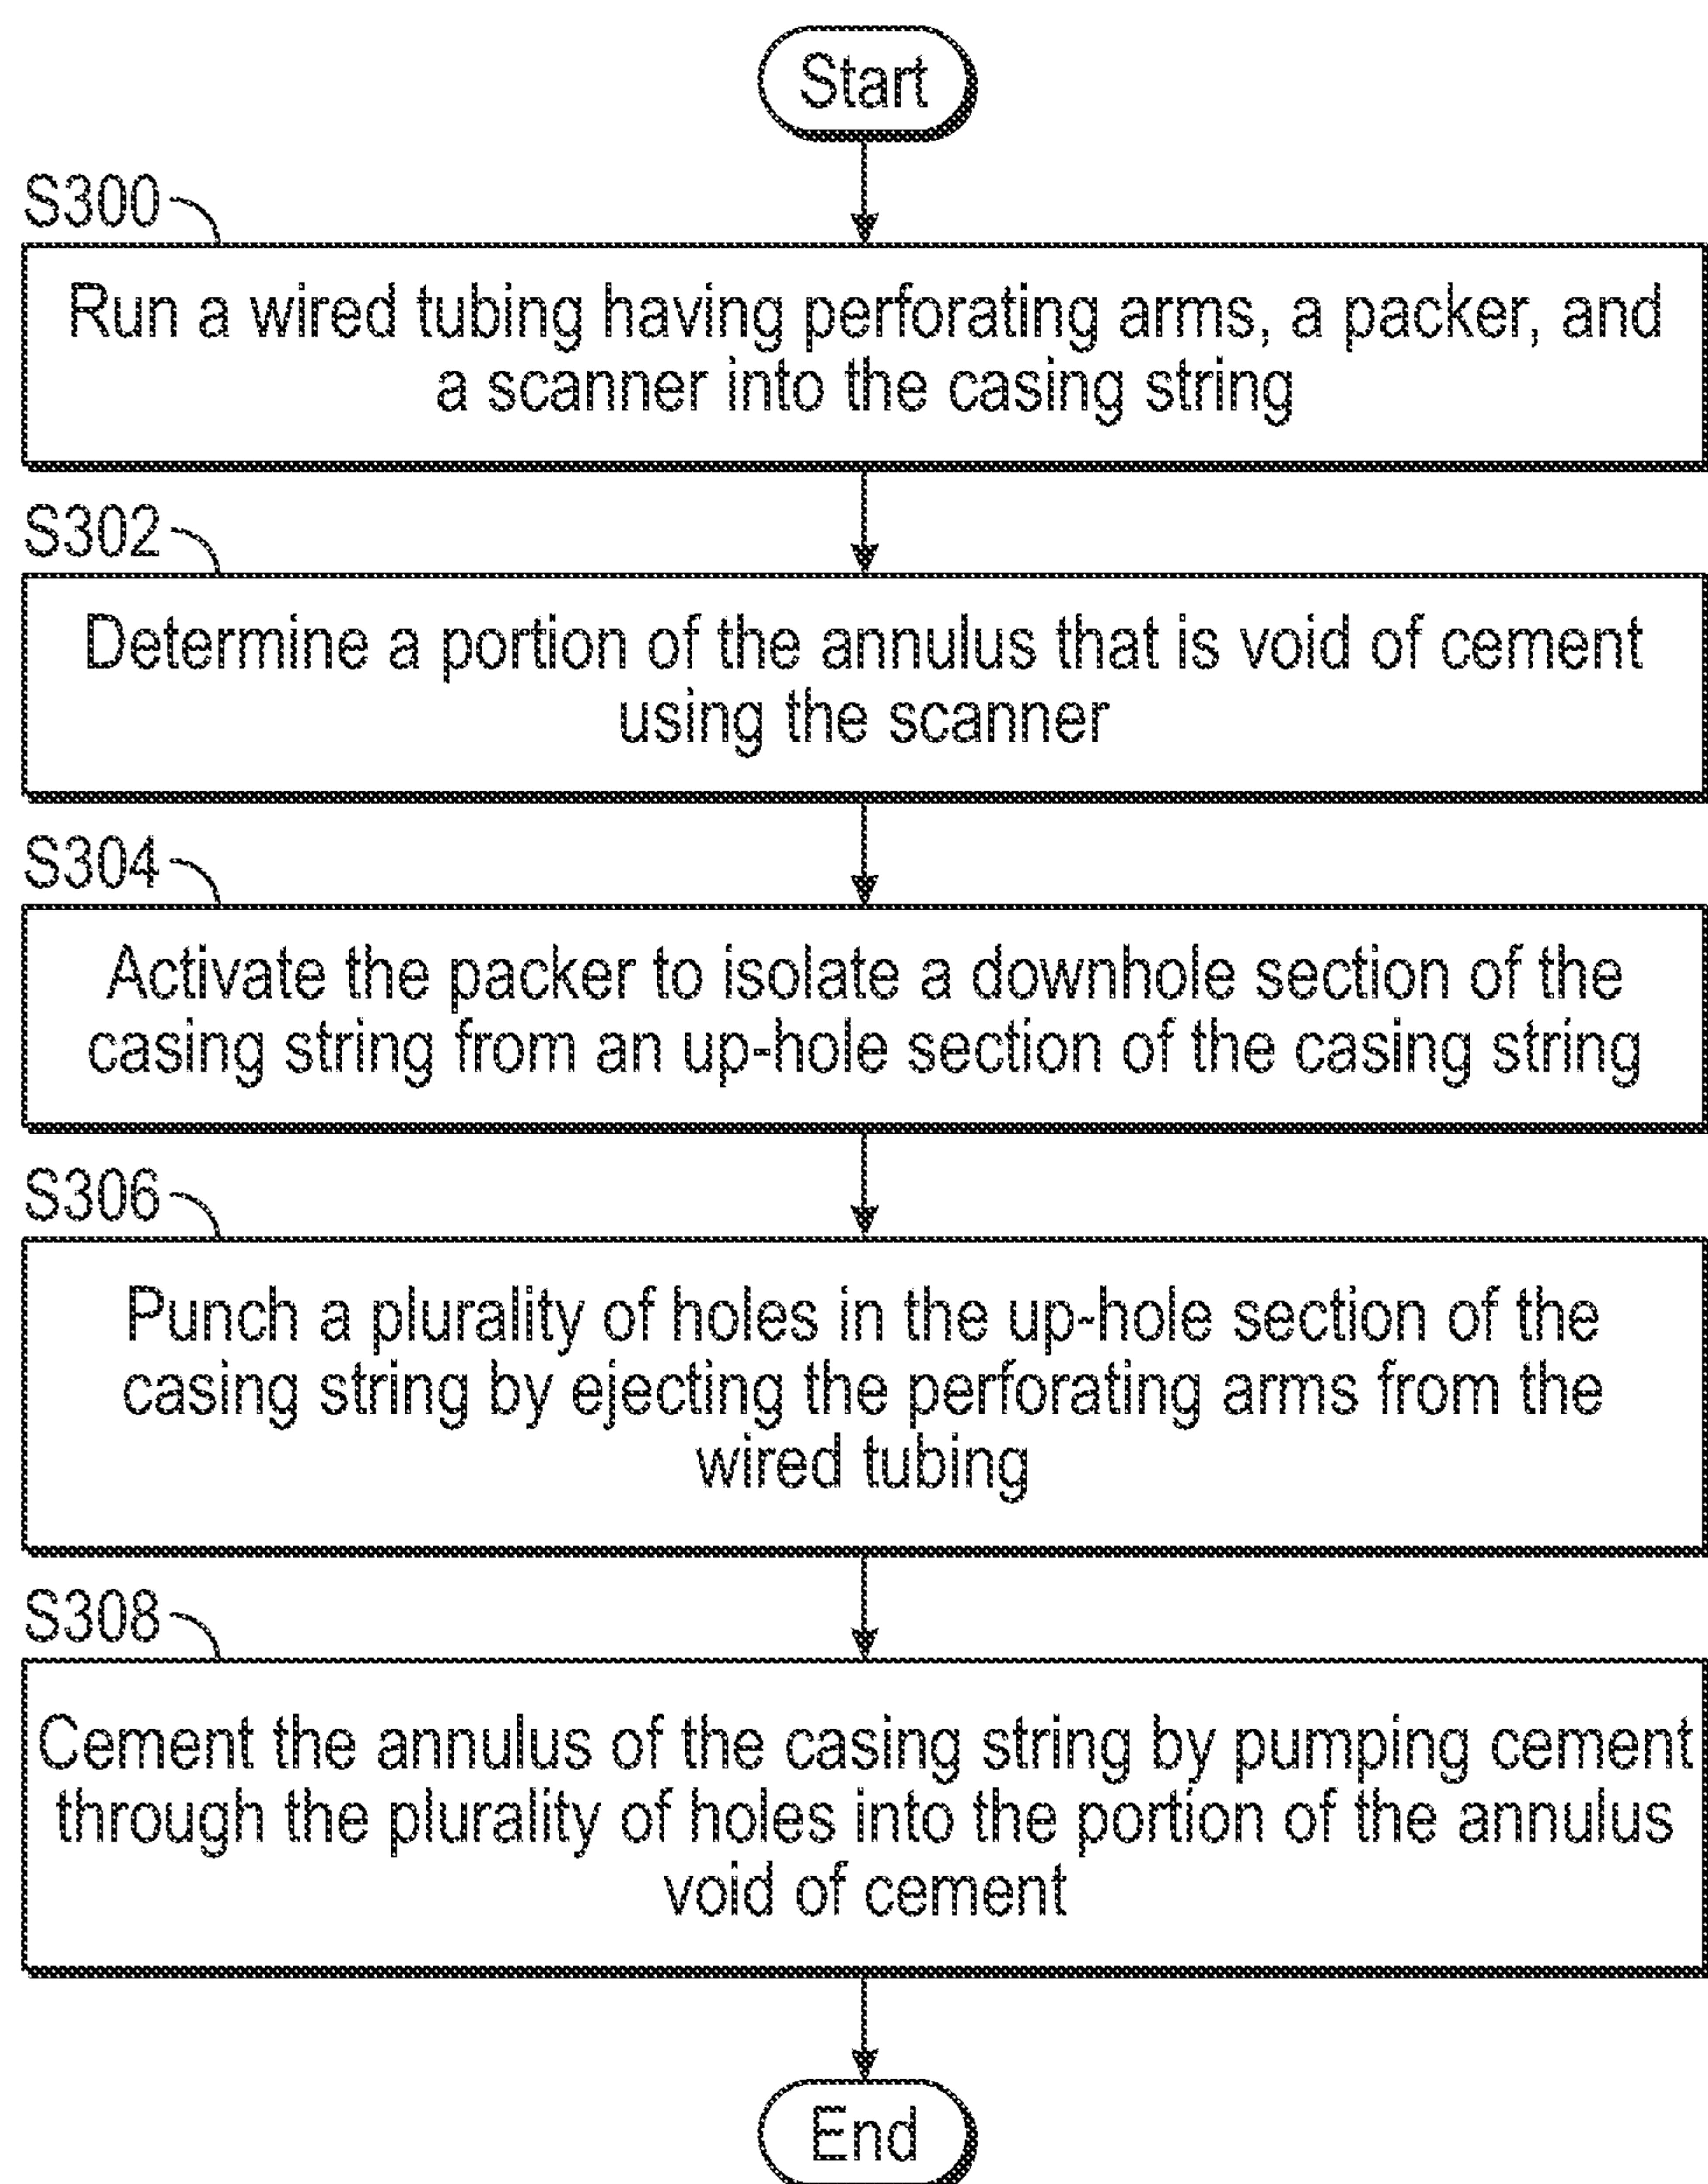 Start
S300
Run a wired tubing having perforating arms, a packer, and
a scanner into the casing string
S302
Determine a portion of the annulus that is void of cement
using the scanner
S304
Activate the packer to isolate a downhole section of the
casing string from an up-hole section of the casing string
S306
Punch a plurality of holes in the up-hole section of the
casing string by ejecting the perforating arms from the
wired tubing
S308
Cement the annulus of the casing string by pumping cement
through the plurality of holes into the portion of the annulus
void of cement
End